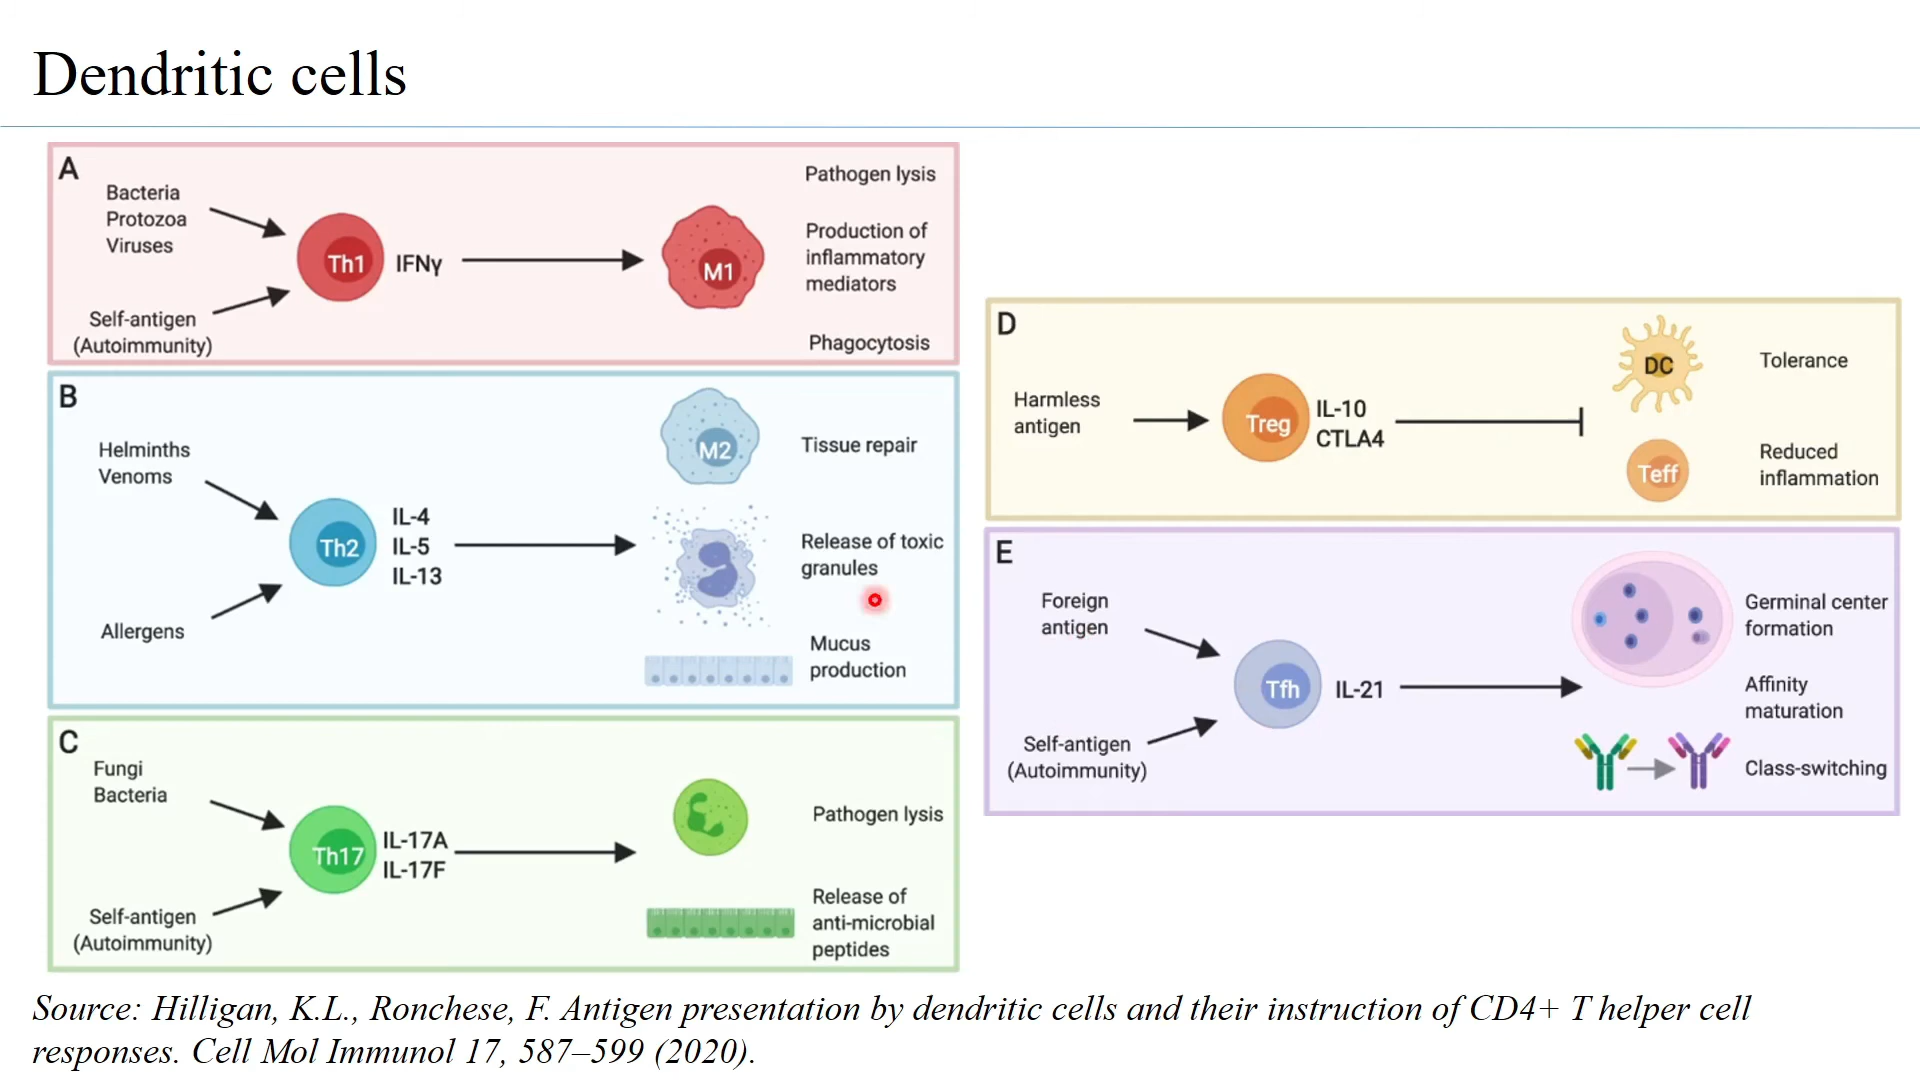 Dendritic cells
A
Bacteria
Protozoa
Viruses
Self-antigen
(Autoimmunity)
Th1
IFNγ
M1
Pathogen lysis
Production of
inflammatory
mediators
Phagocytosis
B
Helminths
Venoms
Allergens
Th2
IL-4
IL-5
IL-13
M2
Tissue repair
Release of toxic
granules
Mucus
production
C
Fungi
Bacteria
Self-antigen
(Autoimmunity)
Th17
IL-17A
IL-17F
Pathogen lysis
Release of
anti-microbial
peptides
D
Harmless
antigen
Treg
IL-10
CTLA4
DC
Tolerance
Teff
Reduced
inflammation
E
Foreign
antigen
Self-antigen
(Autoimmunity)
Tfh
IL-21
Germinal center
formation
Affinity
maturation
Class-switching
Source: Hilligan, K.L., Ronchese, F. Antigen presentation by dendritic cells and their instruction of CD4+ T helper cell
responses. Cell Mol Immunol 17, 587–599 (2020).